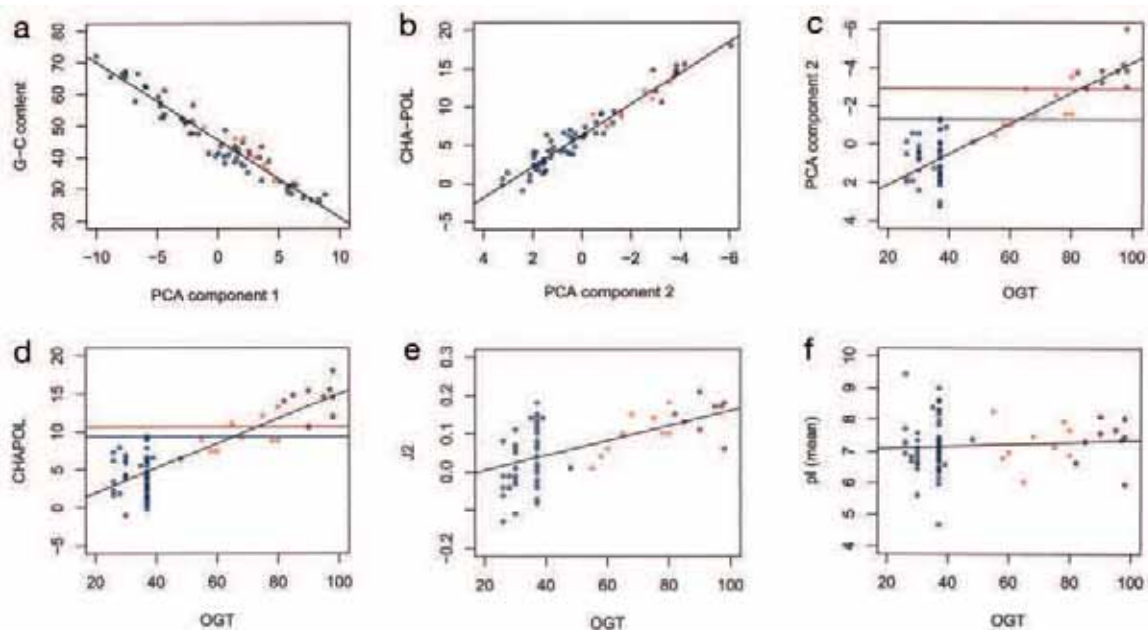 a
G-C content
80
70
60
50
40
30
20
-10 -5 0 5 10
PCA component 1
b
CHA-POL
20
15
10
5
0
-5
4 2 0 -2 -4 -6
PCA component 2
c
PCA component 2
-6
-4
-2
0
2
4
20 40 60 80 100
OGT
d
CHAPOL
20
15
10
5
0
-5
20 40 60 80 100
OGT
e
J2
0.3
0.2
0.0
-0.2
20 40 60 80 100
OGT
f
pI (mean)
10
9
8
7
6
5
4
20 40 60 80 100
OGT